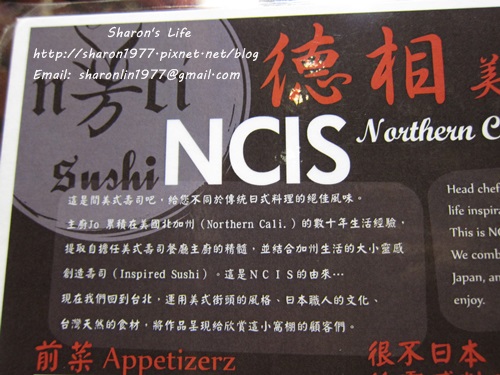 Sharon's Life
http://sharon1977.pixnet.net/blog
Email: sharonlin1977@gmail.com
德相 美
Sushi NCIS Northern C
這是間美式壽司吧，給您不同於傳統日式料理的絕佳風味。
主廚Jo 累積在美國北加州（Northern Cali.）的數十年生活經驗，
提取自擔任美式壽司餐廳主廚的精髓，並結合加州生活的大小靈感
創造壽司（Inspired Sushi）。這是NCIS的由來…
現在我們回到台北，運用美式街頭的風格、日本職人的文化、
台灣天然的食材，將作品呈現給欣賞這小窩棚的顧客們。
Head chef
life inspira
This is NC
We comb
Japan, an
enjoy.
前菜 Appetizerz
很不日本